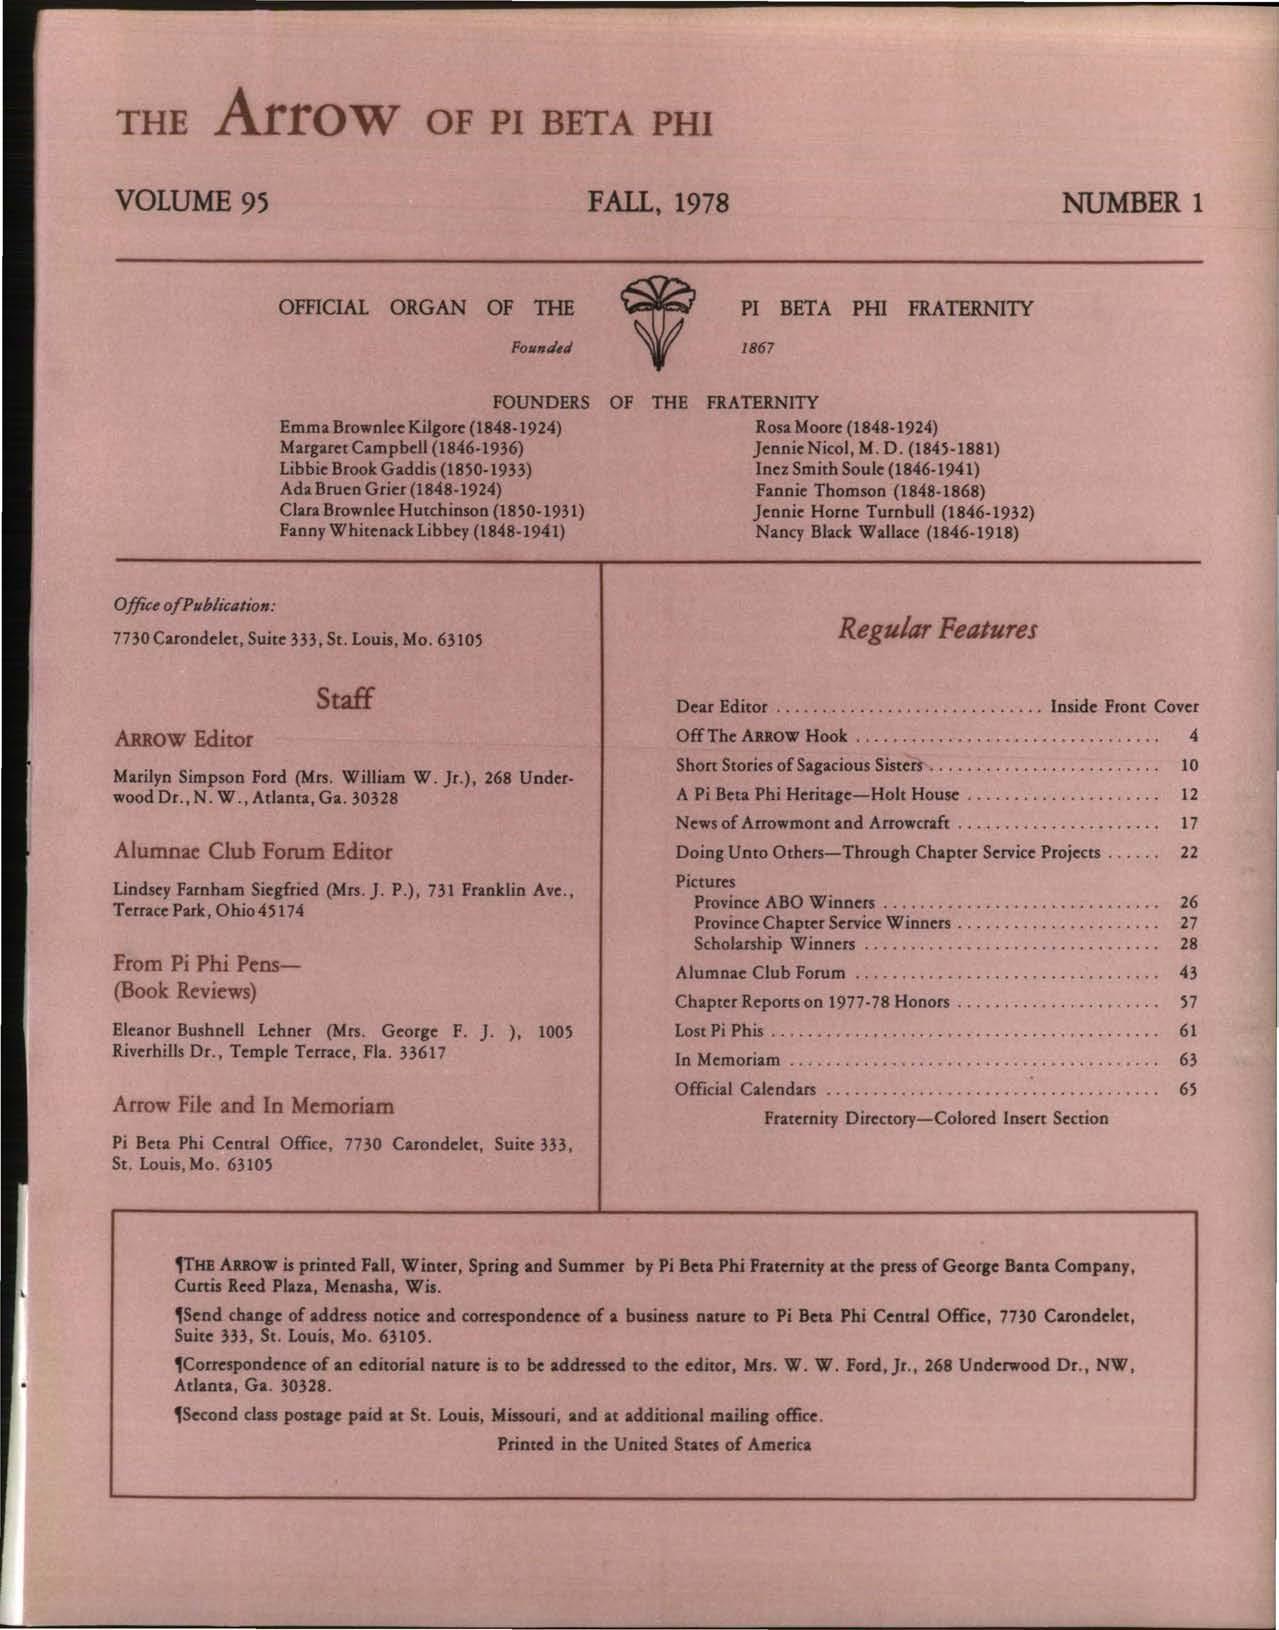 THE Arrow OF PI BETA PHI
VOLUME 95 FALL, 1978 NUMBER 1
OFFICIAL ORGAN OF THE PI BETA PHI FRATERNITY
Founded 1867
FOUNDERS OF THE FRATERNITY
Emma Brownlee Kilgore (1848-1924)
Margaret Campbell (1846-1936)
Libbie Brook Gaddis (1850-1933)
Ada Bruen Grier (1848-1924)
Clara Brownlee Hutchinson (1850-1931)
Fanny Whitenack Libbey (1848-1941)
Rosa Moore (1848-1924)
Jennie Nicol, M. D. (1845-1881)
Inez Smith Soule (1846-1941)
Fannie Thomson (1848-1868)
Jennie Horne Turnbull (1846-1932)
Nancy Black Wallace (1846-1918)
Office of Publication:
7730 Carondelet, Suite 333, St. Louis, Mo. 63105
Staff
ARROW Editor
Marilyn Simpson Ford (Mrs. William W. Jr.), 268 Under-
wood Dr., N. W., Atlanta, Ga. 30328
Alumnae Club Forum Editor
Lindsey Farnham Siegfried (Mrs. J. P.), 731 Franklin Ave.,
Terrace Park, Ohio 45174
From Pi Phi Pens—
(Book Reviews)
Eleanor Bushnell Lehner (Mrs. George F. J. ), 1005
Riverhills Dr., Temple Terrace, Fla. 33617
Arrow File and In Memoriam
Pi Beta Phi Central Office, 7730 Carondelet, Suite 333,
St. Louis, Mo. 63105
Regular Features
Dear Editor ............................. Inside Front Cover
Off The ARROW Hook ................................. 4
Short Stories of Sagacious Sisters ......................... 10
A Pi Beta Phi Heritage—Holt House ..................... 12
News of Arrowmont and Arrowcraft ...................... 17
Doing Unto Others—Through Chapter Service Projects ...... 22
Pictures
Province ABO Winners .............................. 26
Province Chapter Service Winners ...................... 27
Scholarship Winners ................................ 28
Alumnae Club Forum ................................. 43
Chapter Reports on 1977-78 Honors ...................... 57
Lost Pi Phis .......................................... 61
In Memoriam ........................................ 63
Official Calendars .................................... 65
Fraternity Directory—Colored Insert Section
¶THE ARROW is printed Fall, Winter, Spring and Summer by Pi Beta Phi Fraternity at the press of George Banta Company,
Curtis Reed Plaza, Menasha, Wis.
¶Send change of address notice and correspondence of a business nature to Pi Beta Phi Central Office, 7730 Carondelet,
Suite 333, St. Louis, Mo. 63105.
¶Correspondence of an editorial nature is to be addressed to the editor, Mrs. W. W. Ford, Jr., 268 Underwood Dr., NW,
Atlanta, Ga. 30328.
¶Second class postage paid at St. Louis, Missouri, and at additional mailing office.
Printed in the United States of America